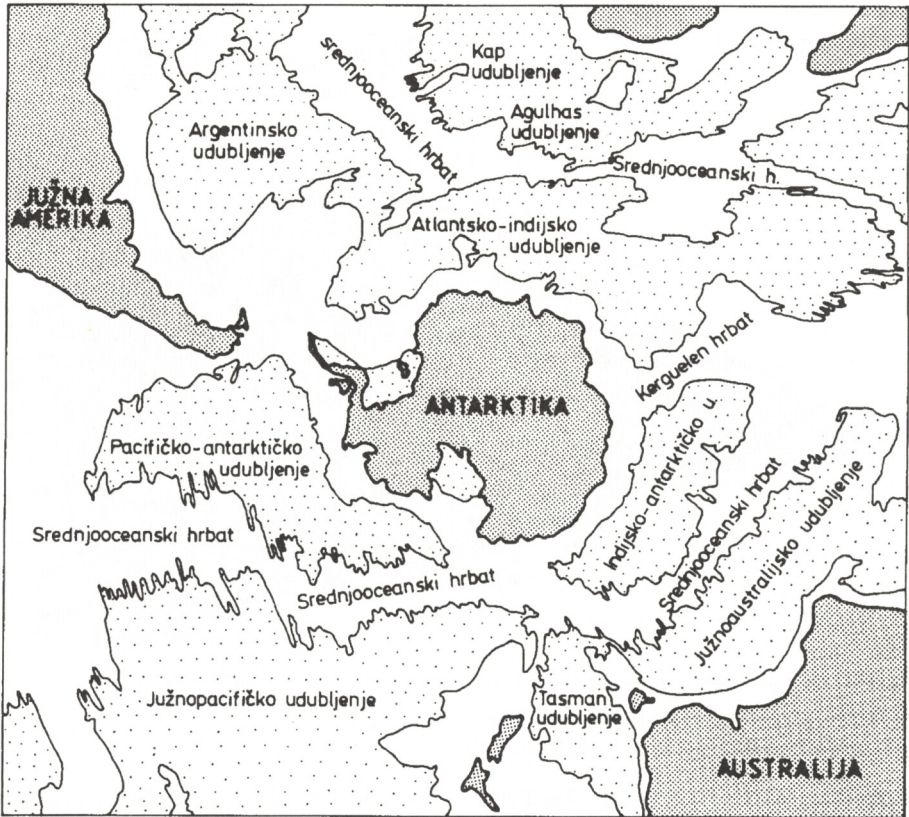 srednjooceanski hrbat
Kap
udubljenje
Agulhas
udubljenje
Argentinsko
udubljenje
Srednjooceanski h.
JUŽNA
AMERIKA
Atlantsko-indijsko
udubljenje
Kerguelen hrbat
ANTARKTIKA
Pacifičko-antarktičko
udubljenje
Indijsko-antarktičko u.
Srednjooceanski hrbat
Južnoaustralijsko udubljenje
Srednjooceanski hrbat
Srednjooceanski hrbat
Južnopacifičko udubljenje
Tasman
udubljenje
AUSTRALIJA